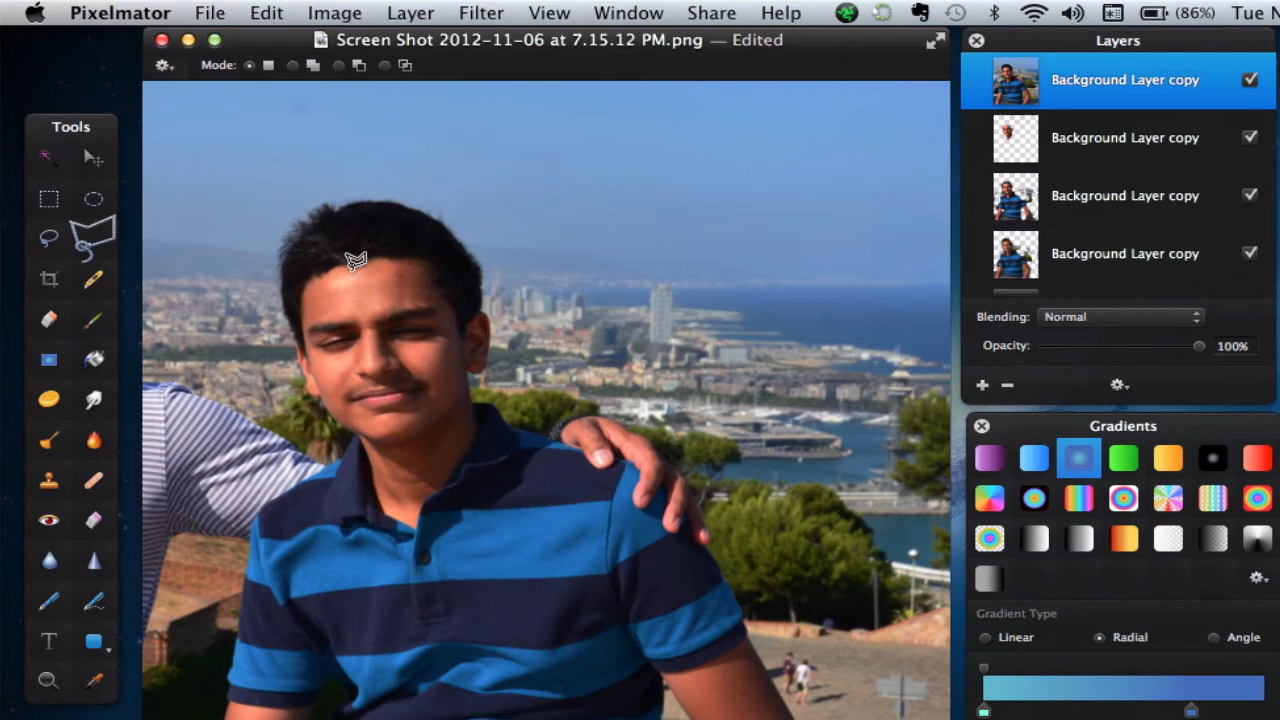 Pixelmator File Edit Image Layer Filter View Window Share Help (86%) Tue
Screen Shot 2012-11-06 at 7.15.12 PM.png — Edited
Mode:
Tools
T
Layers
Background Layer copy
Background Layer copy
Background Layer copy
Background Layer copy
Blending: Normal
Opacity: 100%
Gradients
Gradient Type
Linear Radial Angle